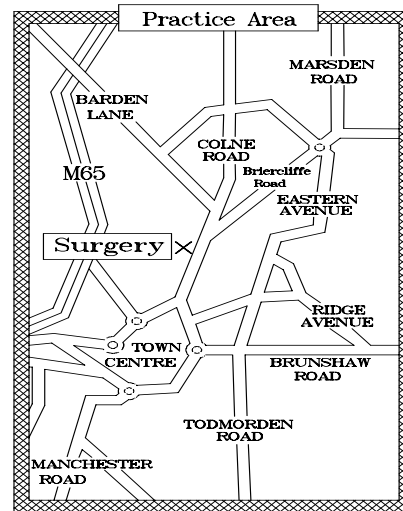 Practice Area
MARSDEN
ROAD
BARDEN
LANE
COLNE
ROAD
Briercliffe
Road
M65
EASTERN
AVENUE
Surgery
RIDGE
AVENUE
TOWN
CENTRE
BRUNSHAW
ROAD
TODMORDEN
ROAD
MANCHESTER
ROAD